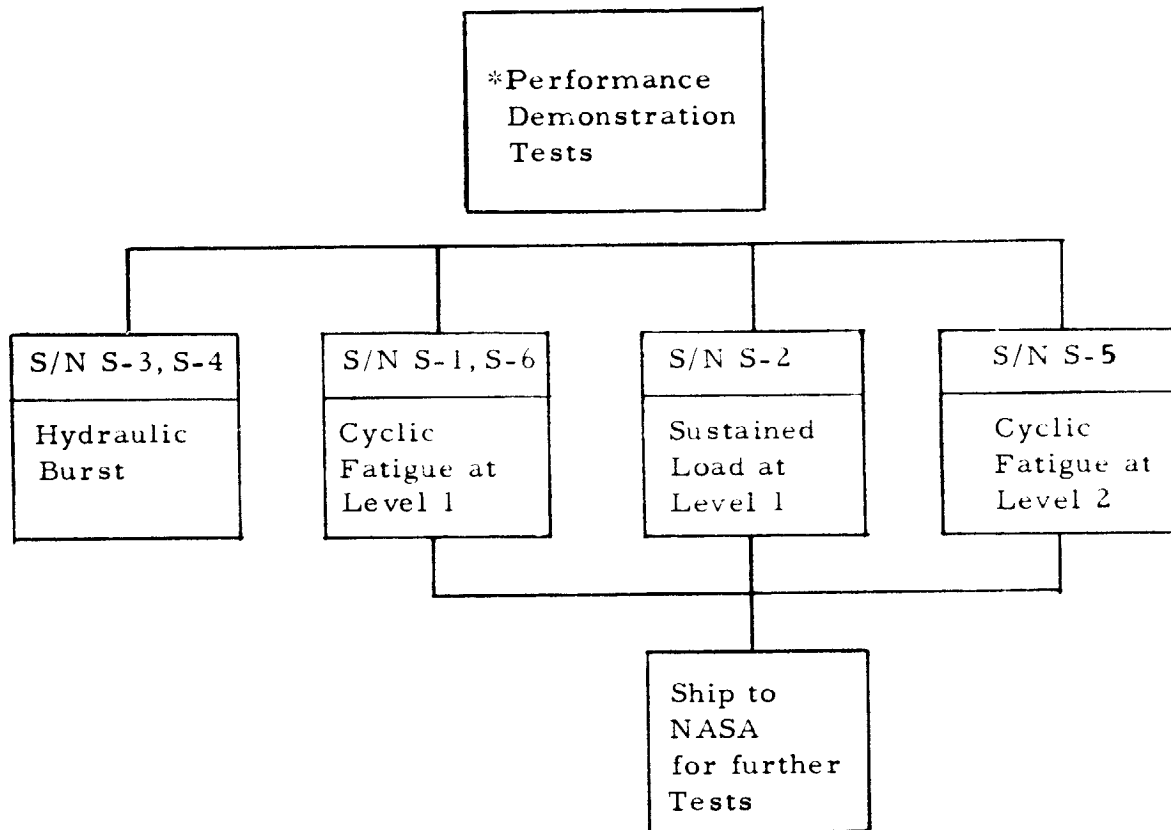 *Performance
Demonstration
Tests
S/N S-3, S-4
Hydraulic
Burst
S/N S-1, S-6
Cyclic
Fatigue at
Level 1
S/N S-2
Sustained
Load at
Level 1
S/N S-5
Cyclic
Fatigue at
Level 2
Ship to
NASA
for further
Tests